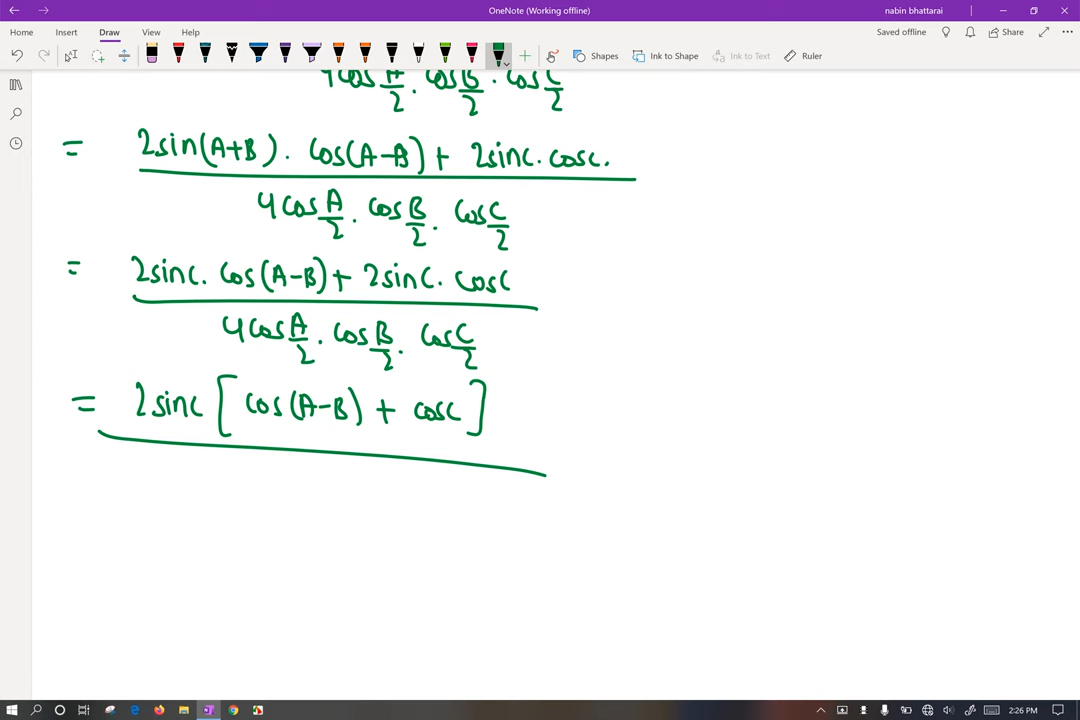 OneNote (Working offline)
nabin bhattarai
Home Insert Draw View Help
Saved offline Share
Shapes Ink to Shape Ink to Text Ruler
4cos A/2 . cos B/2 . cos C/2
= 2sin(A+B) . cos(A-B) + 2sinc. cosc.
4cos A/2 . cos B/2 . cos C/2
= 2sinc. cos(A-B) + 2sinc. cosc
4cos A/2 . cos B/2 . cos C/2
= 2sinc [ cos(A-B) + cosc ]
2:26 PM